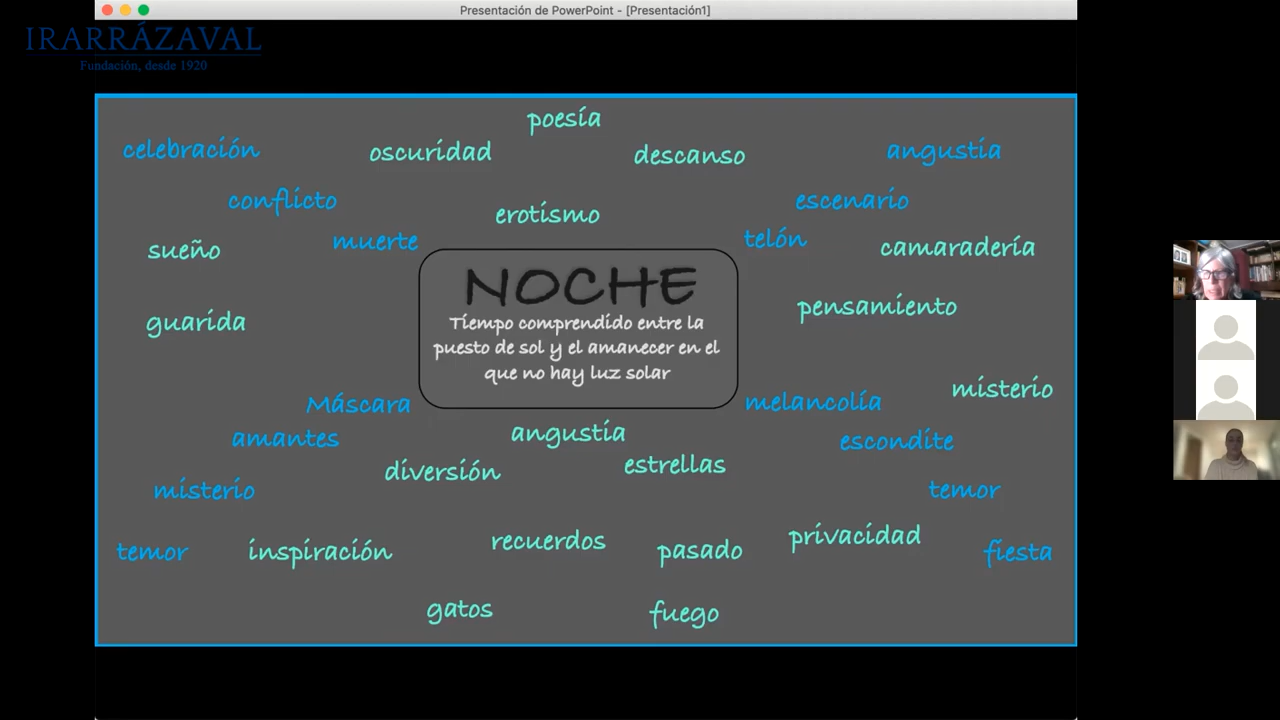 Presentación de PowerPoint - [Presentación1]
IRARRÁZAVAL
Fundación, desde 1920
poesía
celebración
oscuridad
descanso
angustia
conflicto
erotismo
escenario
sueño
muerte
telón
camaradería
NOCHE
Tiempo comprendido entre la
puesto de sol y el amanecer en el
que no hay luz solar
guarida
pensamiento
Máscara
melancolía
misterio
amantes
angustia
escondite
diversión
estrellas
misterio
temor
temor
inspiración
recuerdos
pasado
privacidad
fiesta
gatos
fuego